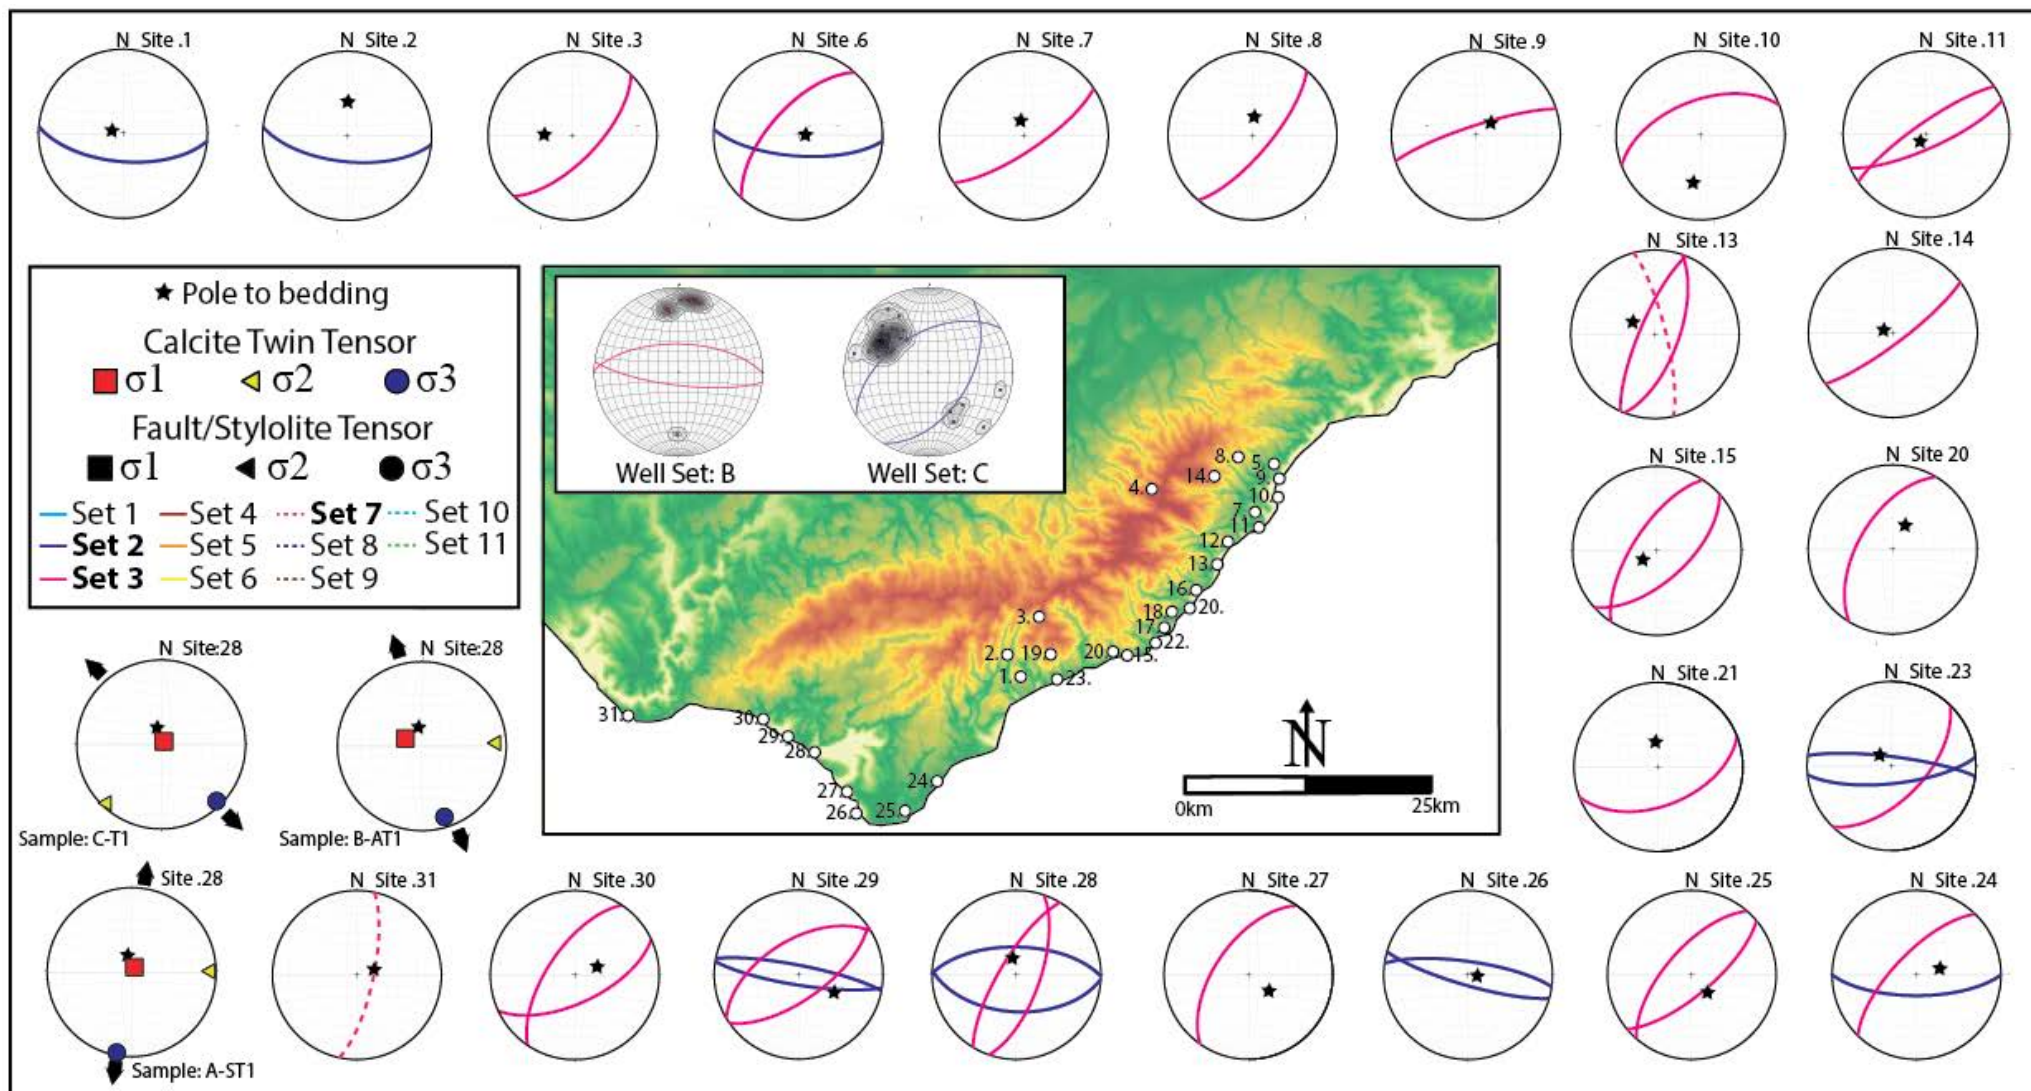 N Site .1
N Site .2
N Site .3
N Site .6
N Site .7
N Site .8
N Site .9
N Site .10
N Site .11
N Site .13
N Site .14
★ Pole to bedding
Calcite Twin Tensor
σ1 σ2 σ3
Fault/Stylolite Tensor
σ1 σ2 σ3
Set 1 Set 4 Set 7 Set 10
Set 2 Set 5 Set 8 Set 11
Set 3 Set 6 Set 9
Well Set: B
Well Set: C
8.
5.
14.
9.
4.
10.
7.
11.
12.
13.
16.
3.
18.
20.
17.
22.
2.
19.
20.
15.
1.
23.
31.
30.
29.
28.
24.
27.
26.
25.
N
0km 25km
N Site .15
N Site 20
N Site .21
N Site .23
N Site:28
Sample: C-T1
N Site:28
Sample: B-AT1
N Site .28
Sample: A-ST1
N Site .31
N Site .30
N Site .29
N Site .28
N Site .27
N Site .26
N Site .25
N Site .24